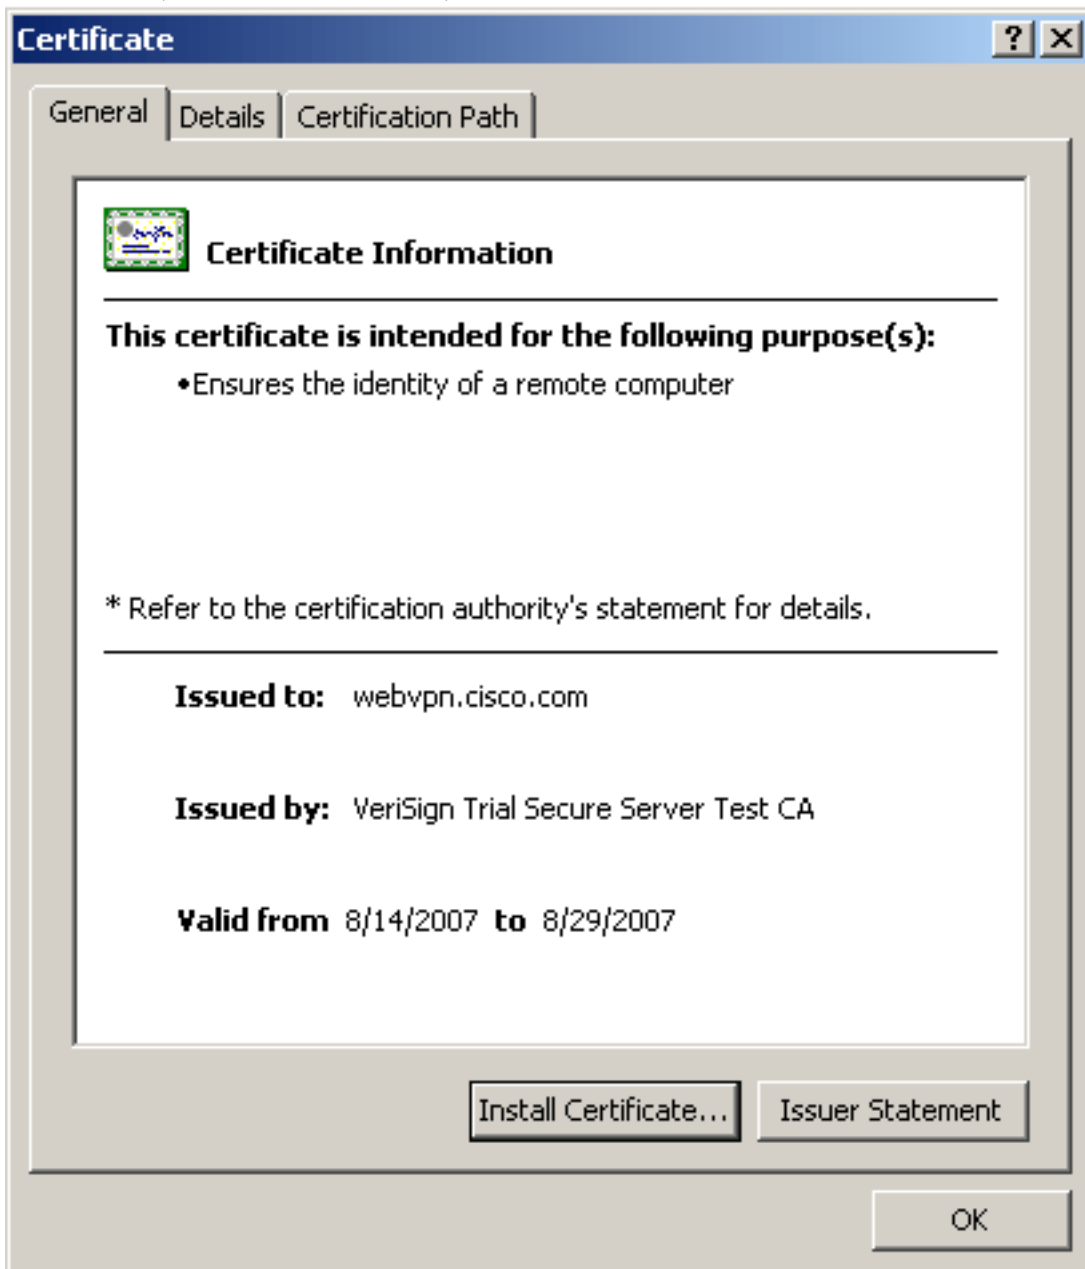 Certificate
? X
General Details Certification Path
Certificate Information
This certificate is intended for the following purpose(s):
•Ensures the identity of a remote computer
* Refer to the certification authority's statement for details.
Issued to: webvpn.cisco.com
Issued by: VeriSign Trial Secure Server Test CA
Valid from 8/14/2007 to 8/29/2007
Install Certificate... Issuer Statement
OK